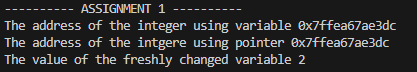 ---------- ASSIGNMENT 1 ----------
The address of the integer using variable 0x7ffea67ae3dc
The address of the intgere using pointer 0x7ffea67ae3dc
The value of the freshly changed variable 2